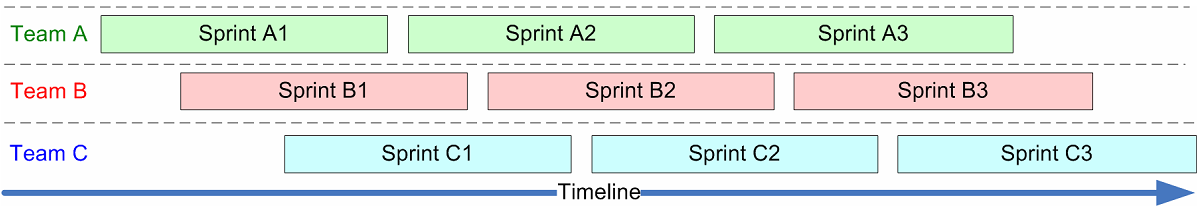 Team A Sprint A1 Sprint A2 Sprint A3
Team B Sprint B1 Sprint B2 Sprint B3
Team C Sprint C1 Sprint C2 Sprint C3
Timeline